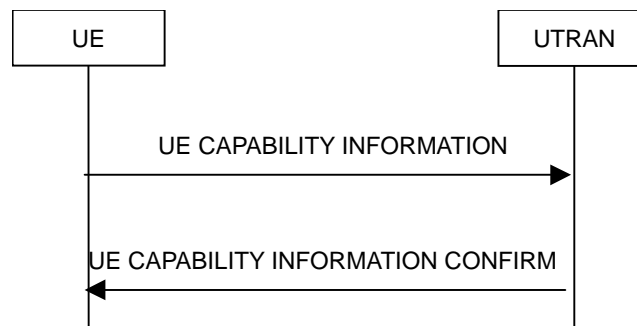 UE
UTRAN
UE CAPABILITY INFORMATION
UE CAPABILITY INFORMATION CONFIRM